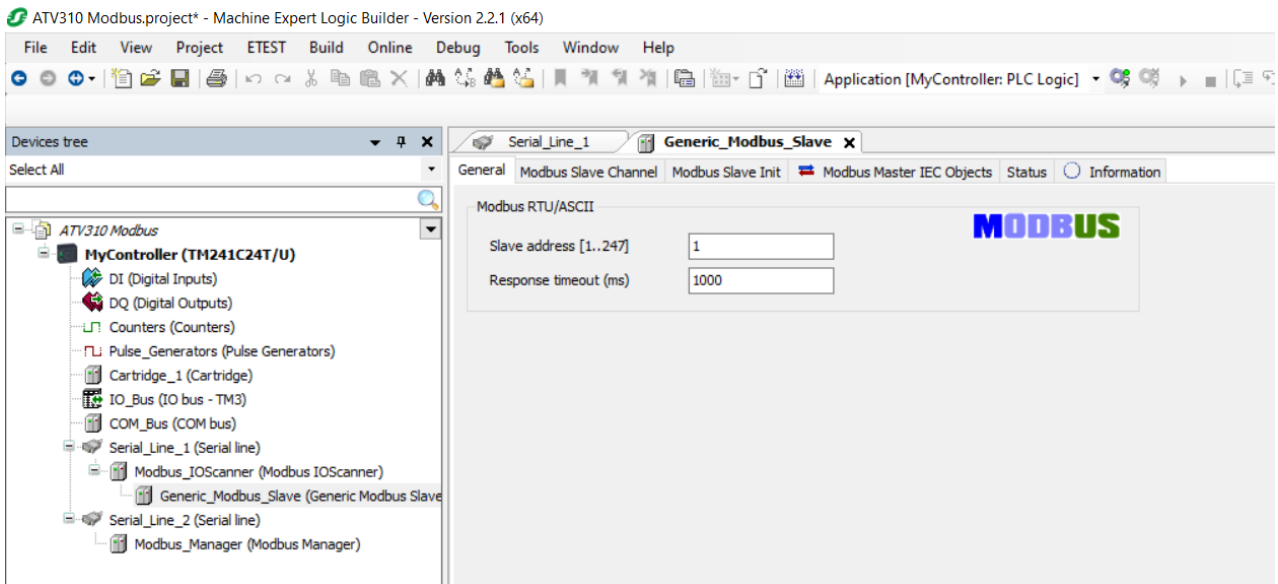 ATV310 Modbus.project* - Machine Expert Logic Builder - Version 2.2.1 (x64)
File Edit View Project ETEST Build Online Debug Tools Window Help
Application [MyController: PLC Logic]
Devices tree
Serial_Line_1 Generic_Modbus_Slave
Select All
General Modbus Slave Channel Modbus Slave Init Modbus Master IEC Objects Status Information
Modbus RTU/ASCII
MODBUS
Slave address [1..247] 1
Response timeout (ms) 1000
ATV310 Modbus
MyController (TM241C24T/U)
DI (Digital Inputs)
DQ (Digital Outputs)
Counters (Counters)
Pulse_Generators (Pulse Generators)
Cartridge_1 (Cartridge)
IO_Bus (IO bus - TM3)
COM_Bus (COM bus)
Serial_Line_1 (Serial line)
Modbus_IOScanner (Modbus IOScanner)
Generic_Modbus_Slave (Generic Modbus Slave
Serial_Line_2 (Serial line)
Modbus_Manager (Modbus Manager)